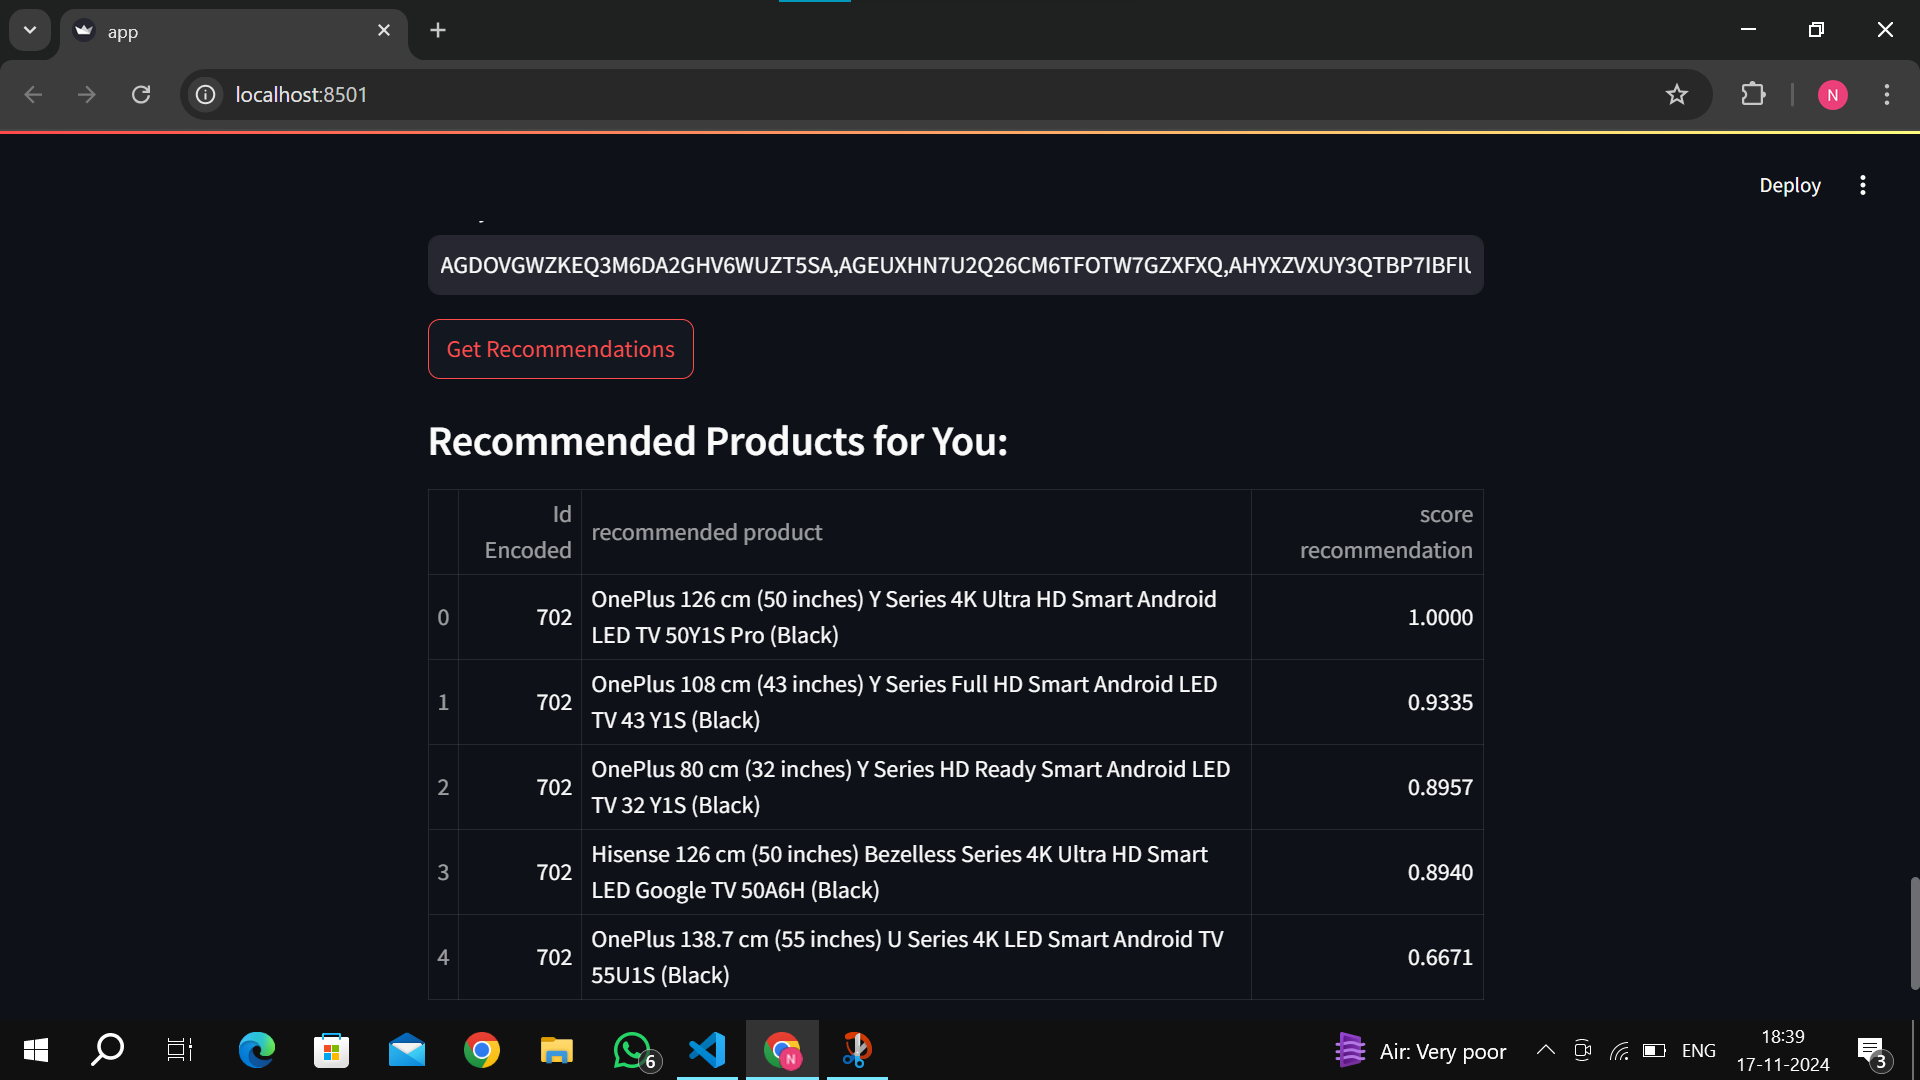 app
localhost:8501
N
Deploy
AGDOVGWZKEQ3M6DA2GHV6WUZT5SA,AGEUXHN7U2Q26CM6TFOTW7GZXFXQ,AHYXZVXUY3QTBP7IBFIU
Get Recommendations
Recommended Products for You:
Id
Encoded
recommended product
score
recommendation
0
702
OnePlus 126 cm (50 inches) Y Series 4K Ultra HD Smart Android
LED TV 50Y1S Pro (Black)
1.0000
1
702
OnePlus 108 cm (43 inches) Y Series Full HD Smart Android LED
TV 43 Y1S (Black)
0.9335
2
702
OnePlus 80 cm (32 inches) Y Series HD Ready Smart Android LED
TV 32 Y1S (Black)
0.8957
3
702
Hisense 126 cm (50 inches) Bezelless Series 4K Ultra HD Smart
LED Google TV 50A6H (Black)
0.8940
4
702
OnePlus 138.7 cm (55 inches) U Series 4K LED Smart Android TV
55U1S (Black)
0.6671
6
N
Air: Very poor
ENG
18:39
17-11-2024
3